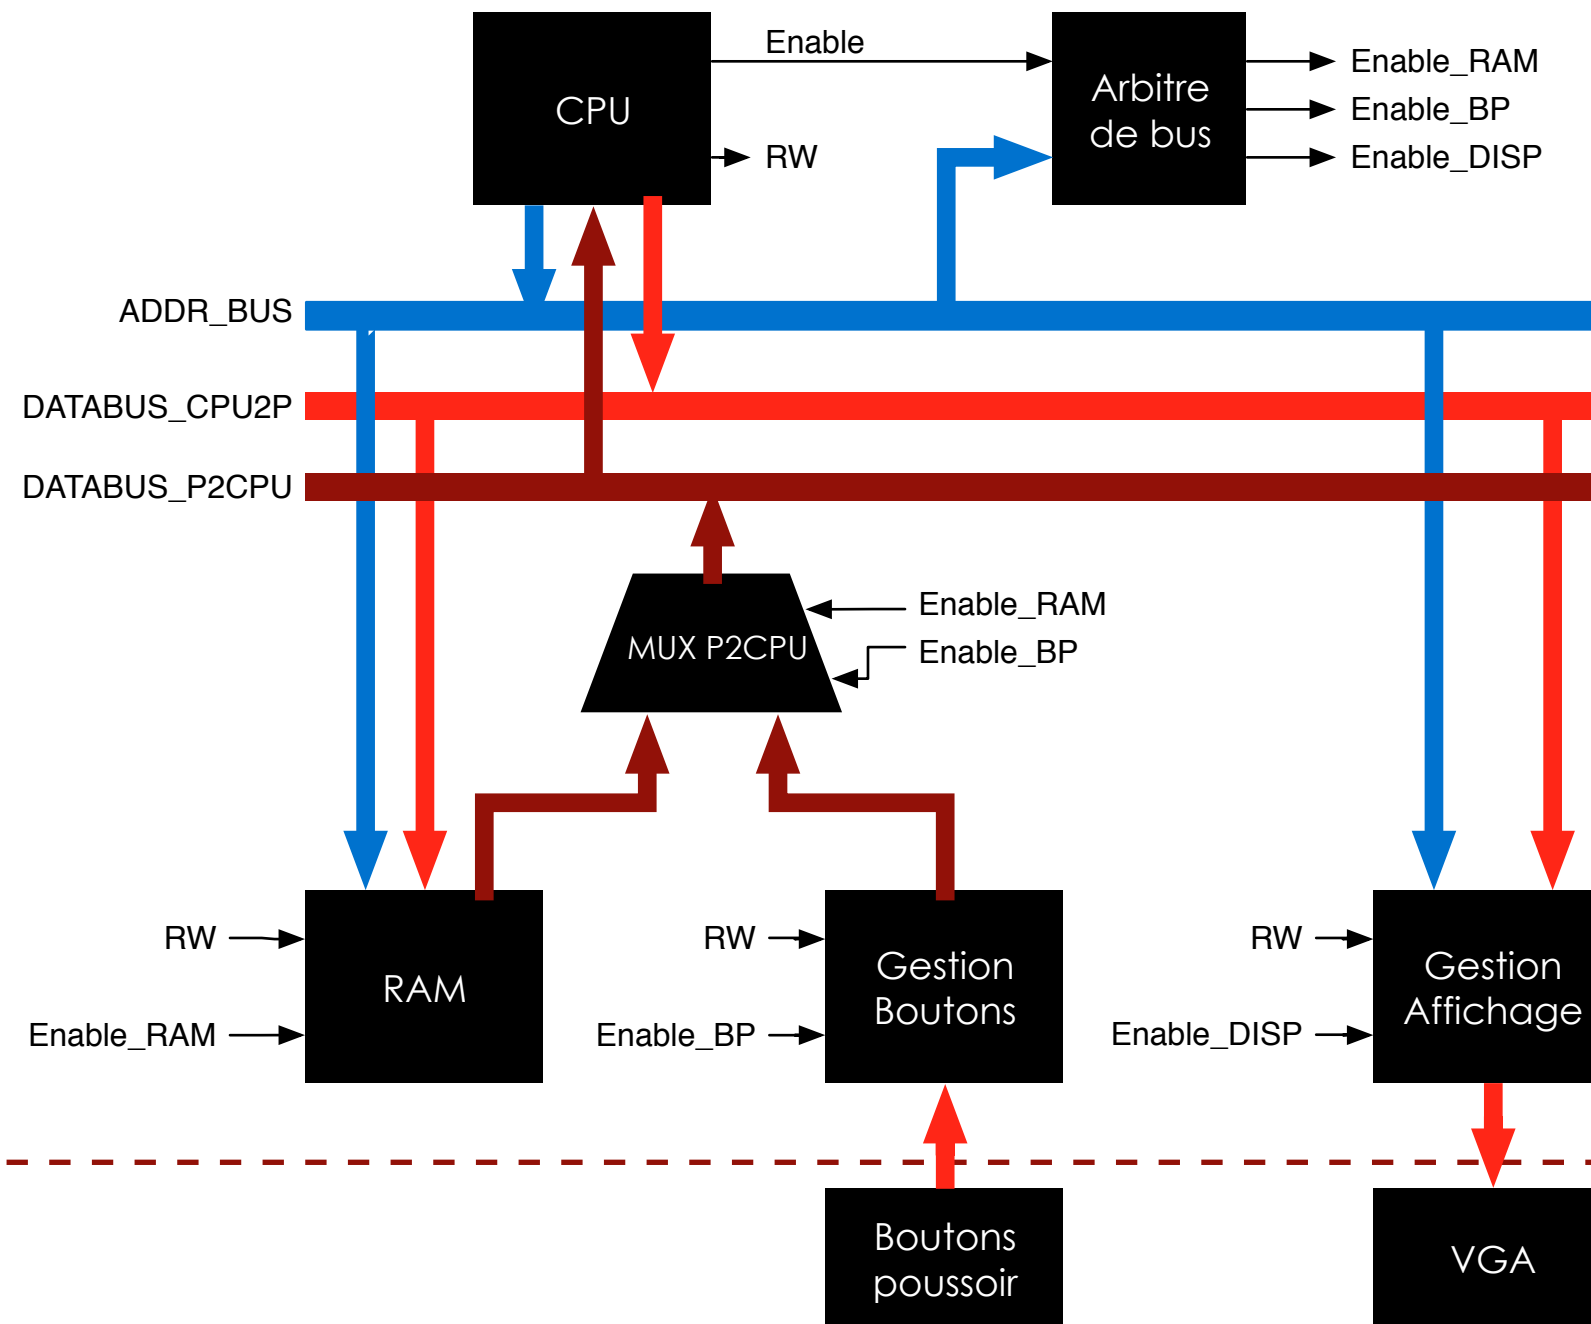 Enable
CPU
RW
Arbitre
de bus
Enable_RAM
Enable_BP
Enable_DISP
ADDR_BUS
DATABUS_CPU2P
DATABUS_P2CPU
MUX P2CPU
Enable_RAM
Enable_BP
RW
Enable_RAM
RAM
RW
Enable_BP
Gestion
Boutons
RW
Enable_DISP
Gestion
Affichage
Boutons
poussoir
VGA